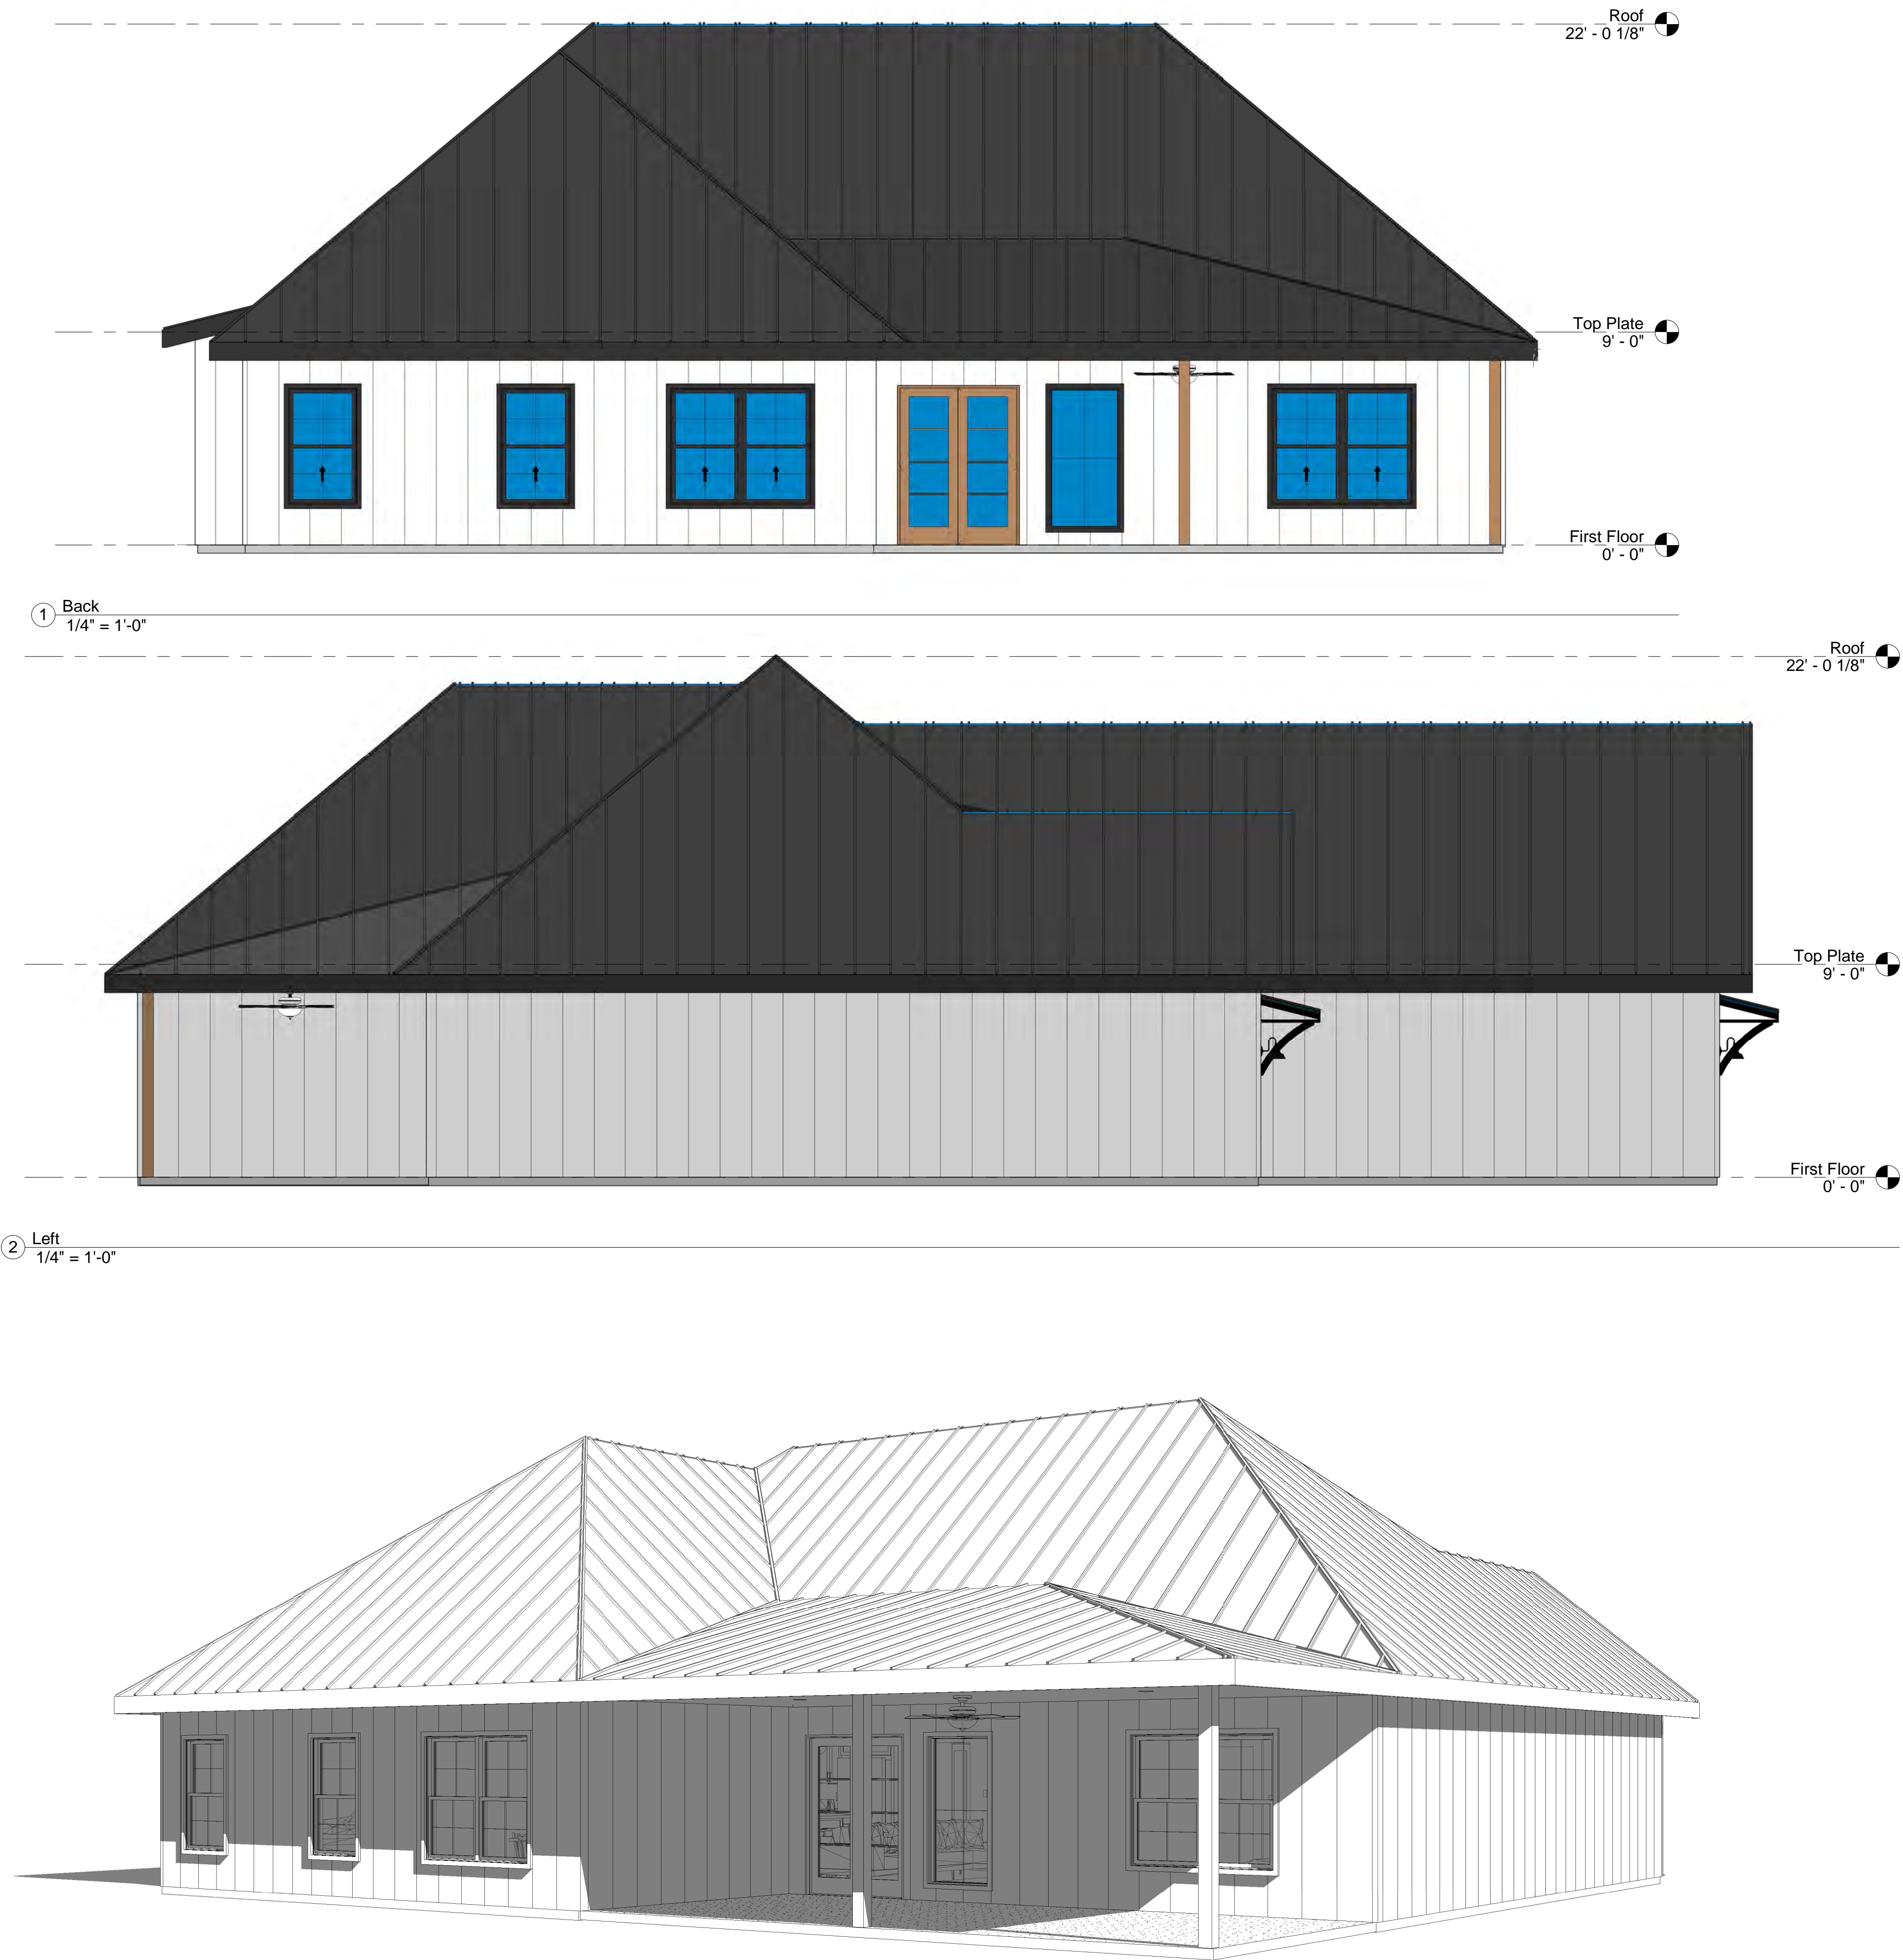 Roof
22' - 0 1/8"
Top Plate
9' - 0"
First Floor
0' - 0"
1
Back
1/4" = 1'-0"
Roof
22' - 0 1/8"
Top Plate
9' - 0"
First Floor
0' - 0"
2
Left
1/4" = 1'-0"